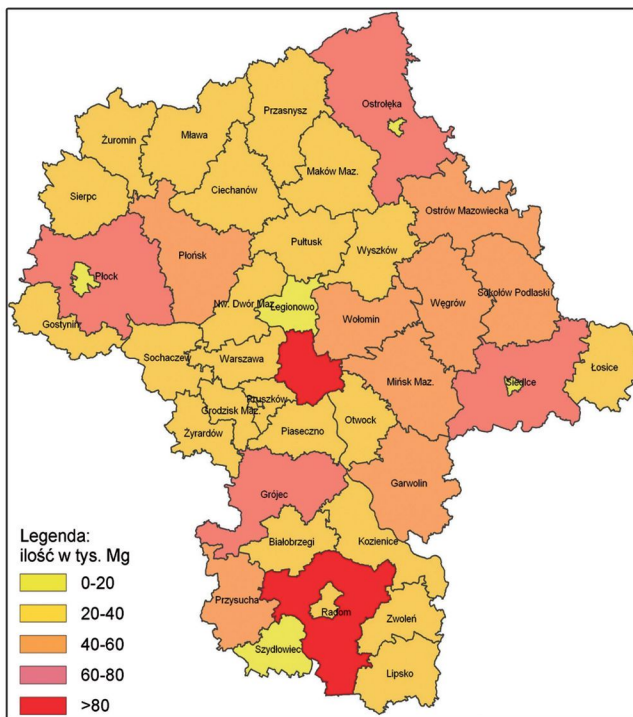 Ostrołęka
Przasnysz
Mława
Żuromin
Maków Maz.
Ciechanów
Sierpc
Ostrów Mazowiecka
Pułtusk
Wyszków
Płońsk
Płock
Sokołów Podlaski
Węgrów
Nw. Dwór Maz.
Legionowo
Wołomin
Gostynin
Sochaczew
Warszawa
Łosice
Siedlce
Mińsk Maz.
Pruszków
Grodzisk Maz.
Otwock
Żyrardów
Piaseczno
Garwolin
Grójec
Białobrzegi
Kozienice
Przysucha
Radom
Zwoleń
Szydłowiec
Lipsko
Legenda:
ilość w tys. Mg
0-20
20-40
40-60
60-80
>80